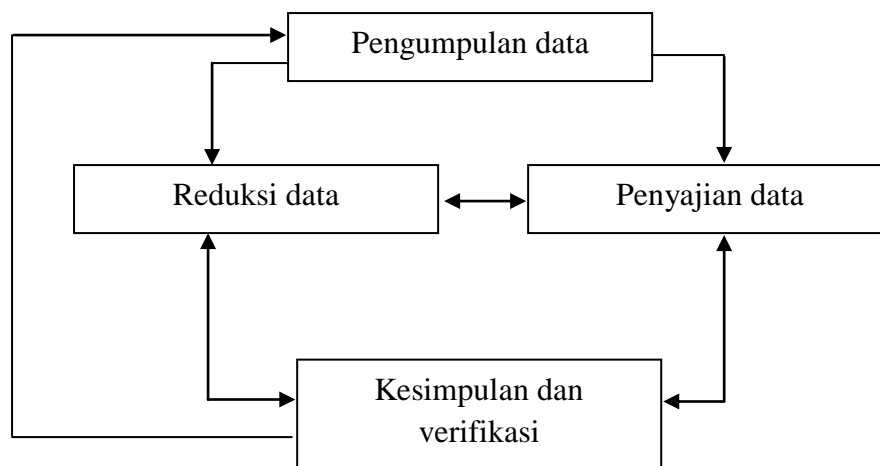 Pengumpulan data
Reduksi data
Penyajian data
Kesimpulan dan
verifikasi